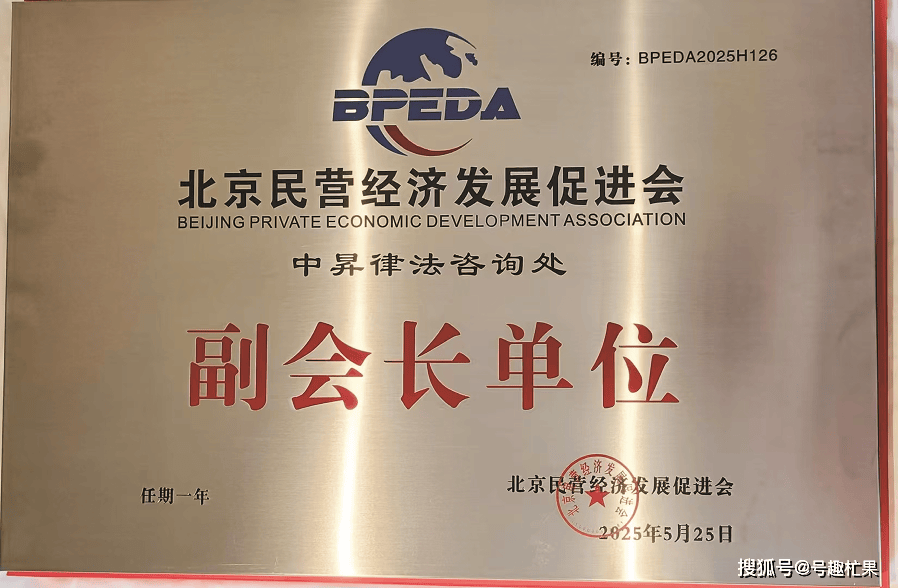 编号：BPEDA2025H126
BPEDA
北京民营经济发展促进会
BEIJING PRIVATE ECONOMIC DEVELOPMENT ASSOCIATION
中昇律法咨询处
副会长单位
任期一年
北京民营经济发展促进会
2025年5月25日
搜狐号@号趣杧果